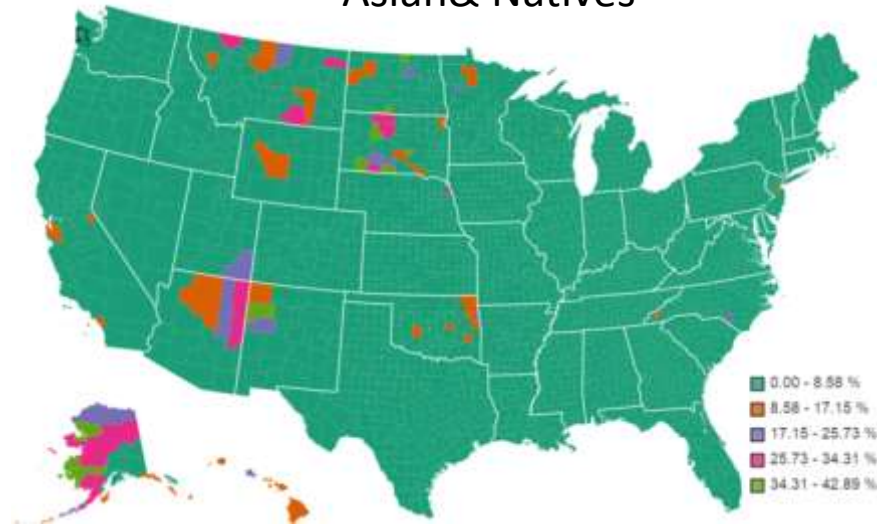 Asian& Natives
0.00 - 8.58 %
8.58 - 17.15 %
17.15 - 25.73 %
25.73 - 34.31 %
34.31 - 42.89 %